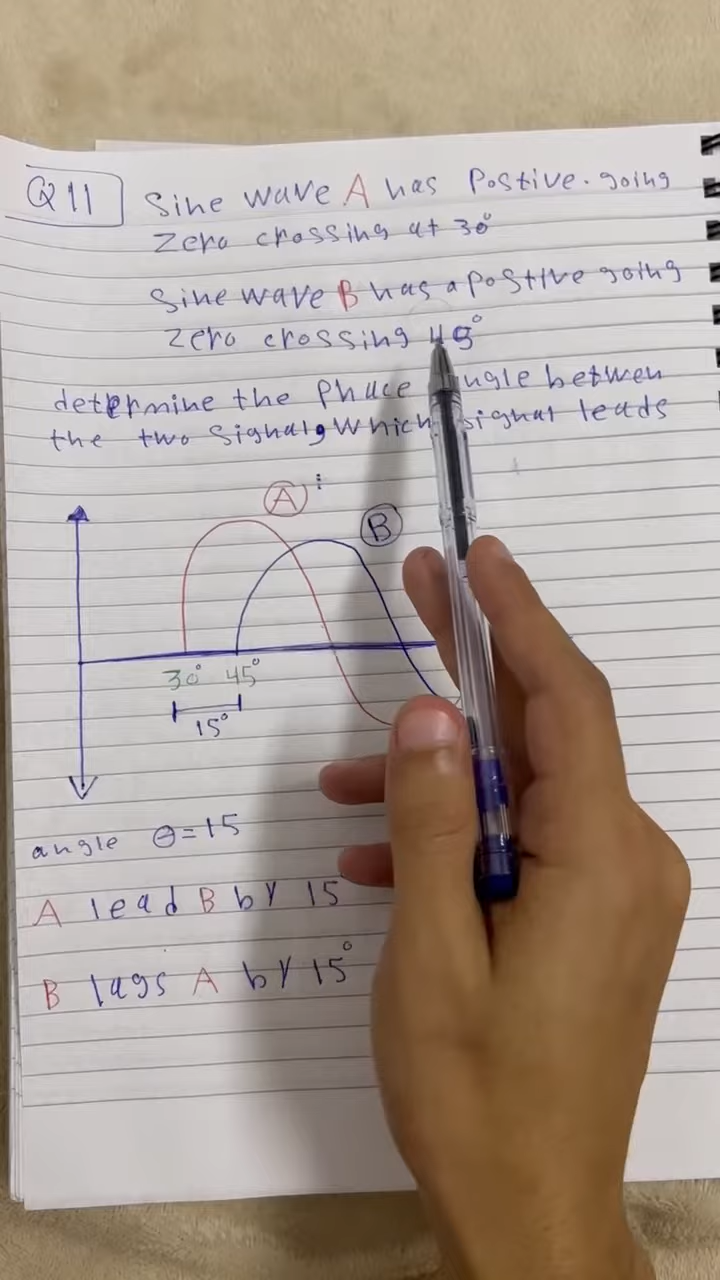 Q11 Sine wave A has Postive. going
Zero crossing at 30°
Sine wave B has a postive going
Zero crossing 45°
determine the Phace angle betwen
the two signals, which signal leads
A
B
30° 45°
15°
angle θ=15
A lead B by 15
B lags A by 15°